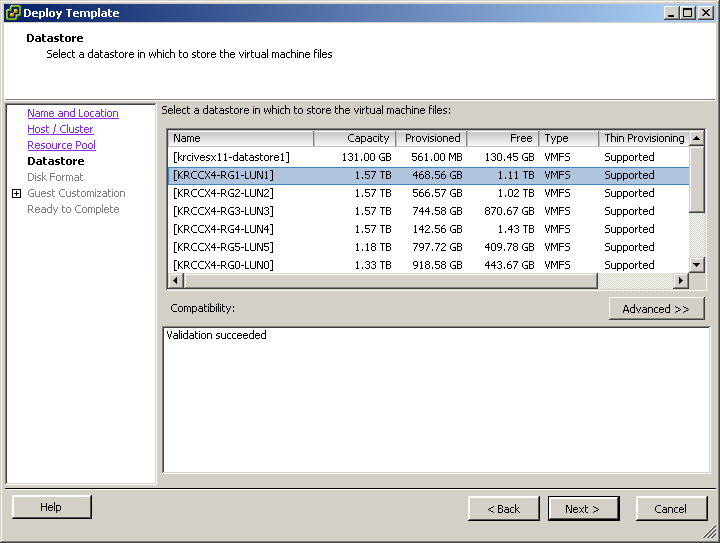 Deploy Template
Datastore
Select a datastore in which to store the virtual machine files
Name and Location
Host / Cluster
Resource Pool
Datastore
Disk Format
Guest Customization
Ready to Complete
Select a datastore in which to store the virtual machine files:
Name Capacity Provisioned Free Type Thin Provisioning
[krcivesx11-datastore1] 131.00 GB 561.00 MB 130.45 GB VMFS Supported
[KRCCX4-RG1-LUN1] 1.57 TB 468.56 GB 1.11 TB VMFS Supported
[KRCCX4-RG2-LUN2] 1.57 TB 566.57 GB 1.02 TB VMFS Supported
[KRCCX4-RG3-LUN3] 1.57 TB 744.58 GB 870.67 GB VMFS Supported
[KRCCX4-RG4-LUN4] 1.57 TB 142.56 GB 1.43 TB VMFS Supported
[KRCCX4-RG5-LUN5] 1.18 TB 797.72 GB 409.78 GB VMFS Supported
[KRCCX4-RG0-LUN0] 1.33 TB 918.58 GB 443.67 GB VMFS Supported
Compatibility:
Advanced >>
Validation succeeded
Help
< Back
Next >
Cancel